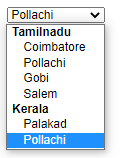 Pollachi
Tamilnadu
Coimbatore
Pollachi
Gobi
Salem
Kerala
Palakad
Pollachi